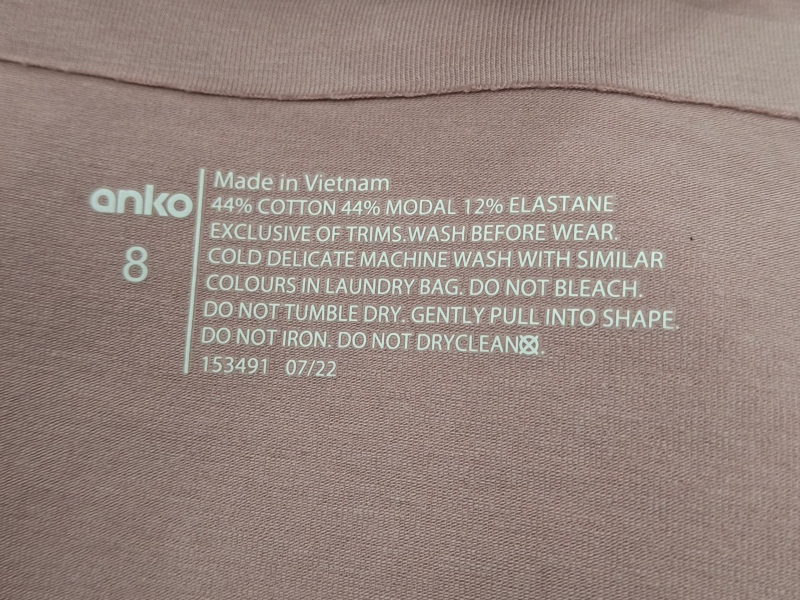 anko
8
Made in Vietnam
44% COTTON 44% MODAL 12% ELASTANE
EXCLUSIVE OF TRIMS.WASH BEFORE WEAR.
COLD DELICATE MACHINE WASH WITH SIMILAR
COLOURS IN LAUNDRY BAG. DO NOT BLEACH.
DO NOT TUMBLE DRY. GENTLY PULL INTO SHAPE.
DO NOT IRON. DO NOT DRYCLEAN.
153491 07/22